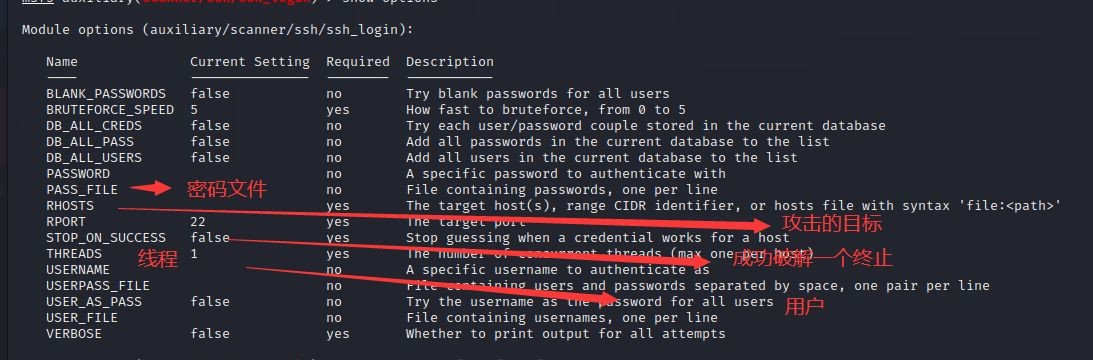 msf5 auxiliary(scanner/ssh/ssh_login) > show options
Module options (auxiliary/scanner/ssh/ssh_login):
Name Current Setting Required Description
BLANK_PASSWORDS false no Try blank passwords for all users
BRUTEFORCE_SPEED 5 yes How fast to bruteforce, from 0 to 5
DB_ALL_CREDS false no Try each user/password couple stored in the current database
DB_ALL_PASS false no Add all passwords in the current database to the list
DB_ALL_USERS false no Add all users in the current database to the list
PASSWORD no A specific password to authenticate with
PASS_FILE 密码文件 no File containing passwords, one per line
RHOSTS yes The target host(s), range CIDR identifier, or hosts file with syntax 'file:<path>'
RPORT 22 yes The target port 攻击的目标
STOP_ON_SUCCESS false yes Stop guessing when a credential works for a host
THREADS 线程 1 yes The number of concurrent threads (max one per host) 成功破解一个终止
USERNAME no A specific username to authenticate as
USERPASS_FILE no File containing users and passwords separated by space, one pair per line
USER_AS_PASS false no Try the username as the password for all users 用户
USER_FILE no File containing usernames, one per line
VERBOSE false yes Whether to print output for all attempts